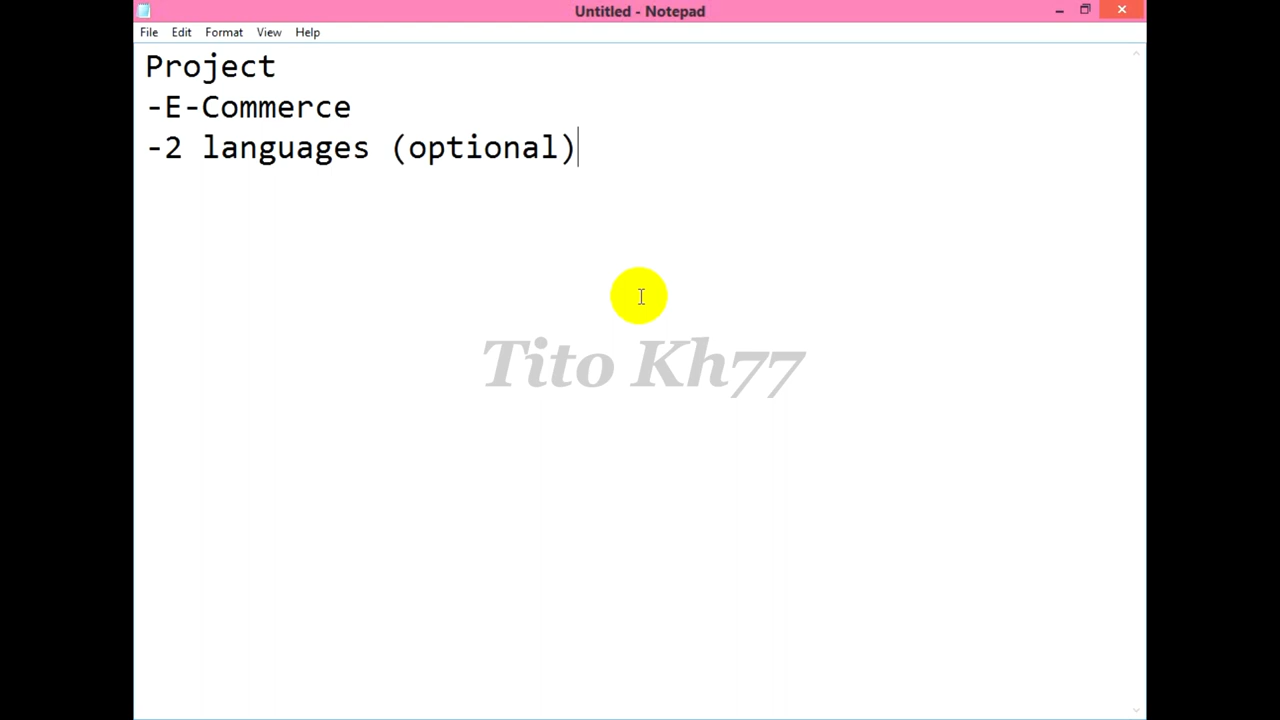 Untitled - Notepad
File Edit Format View Help
Project
-E-Commerce
-2 languages (optional)
Tito Kh77